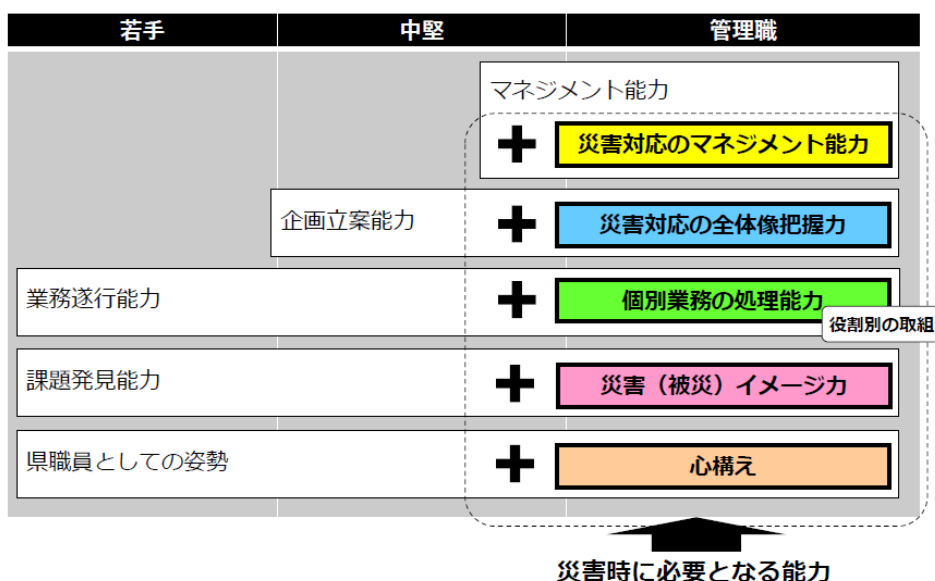 若手
中堅
管理職
マネジメント能力
+
災害対応のマネジメント能力
企画立案能力
+
災害対応の全体像把握力
業務遂行能力
+
個別業務の処理能力
役割別の取組
課題発見能力
+
災害（被災）イメージ力
県職員としての姿勢
+
心構え
災害時に必要となる能力